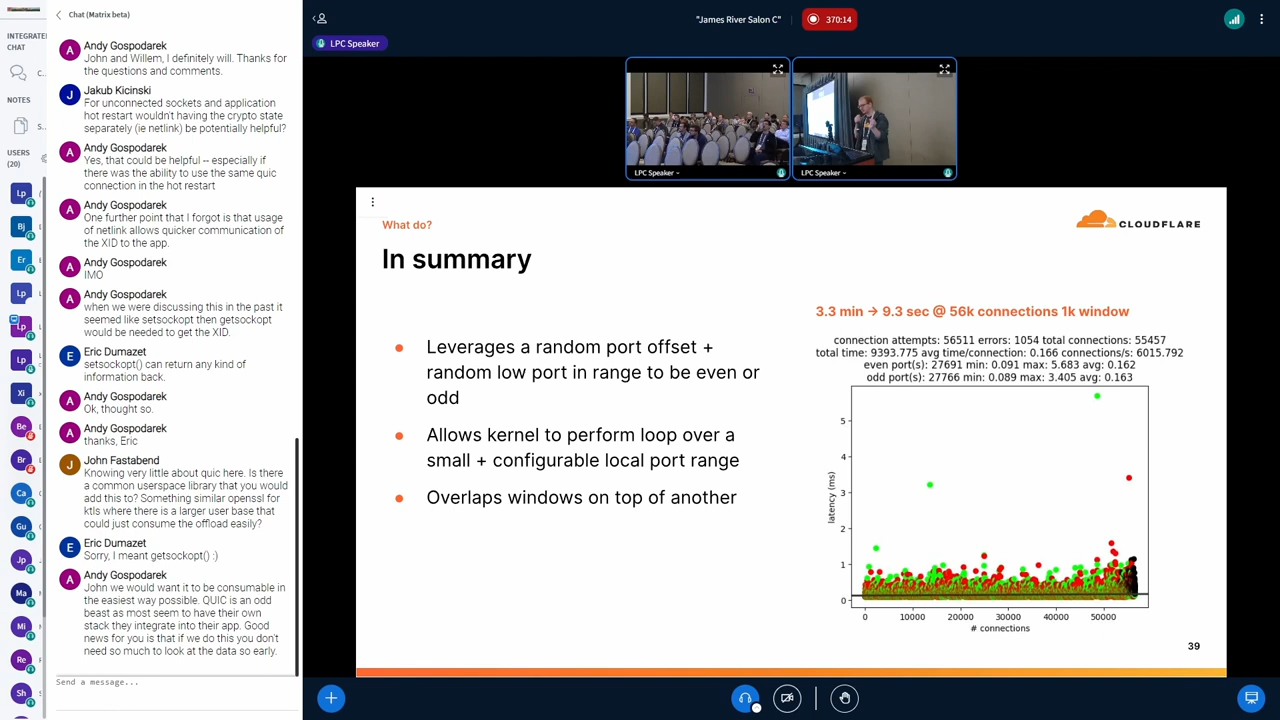 INTEGRATE
CHAT
C..
NOTES
S..
USERS
(20)
Lp
Bj
Er
Lp
Lp
Lp
Xi
Be
Br
Ca
Gu
Jp
Ma
Mi
Re
Sh
Chat (Matrix beta)
A
Andy Gospodarek
John and Willem, I definitely will. Thanks for
the questions and comments.
J
Jakub Kicinski
For unconnected sockets and application
hot restart wouldn't having the crypto state
separately (ie netlink) be potentially helpful?
A
Andy Gospodarek
Yes, that could be helpful -- especially if
there was the ability to use the same quic
connection in the hot restart
A
Andy Gospodarek
One further point that I forgot is that usage
of netlink allows quicker communication of
the XID to the app.
A
Andy Gospodarek
IMO
A
Andy Gospodarek
when we were discussing this in the past it
seemed like setsockopt then getsockopt
would be needed to get the XID.
E
Eric Dumazet
setsockopt() can return any kind of
information back.
A
Andy Gospodarek
Ok, thought so.
A
Andy Gospodarek
thanks, Eric
J
John Fastabend
Knowing very little about quic here. Is there
a common userspace library that you would
add this to? Something similar openssl for
ktls where there is a larger user base that
could just consume the offload easily?
E
Eric Dumazet
Sorry, I meant getsockopt() :)
A
Andy Gospodarek
John we would want it to be consumable in
the easiest way possible. QUIC is an odd
beast as most seem to have their own
stack they integrate into their app. Good
news for you is that if we do this you don't
need so much to look at the data so early.
Send a message...
"James River Salon C"
370:14
LPC Speaker
LPC Speaker
LPC Speaker
What do?
CLOUDFLARE
In summary
Leverages a random port offset +
random low port in range to be even or
odd
Allows kernel to perform loop over a
small + configurable local port range
Overlaps windows on top of another
3.3 min → 9.3 sec @ 56k connections 1k window
connection attempts: 56511 errors: 1054 total connections: 55457
total time: 9393.775 avg time/connection: 0.166 connections/s: 6015.792
even port(s): 27691 min: 0.091 max: 5.683 avg: 0.162
odd port(s): 27766 min: 0.089 max: 3.405 avg: 0.163
latency (ms)
5
4
3
2
1
0
0 10000 20000 30000 40000 50000
# connections
39